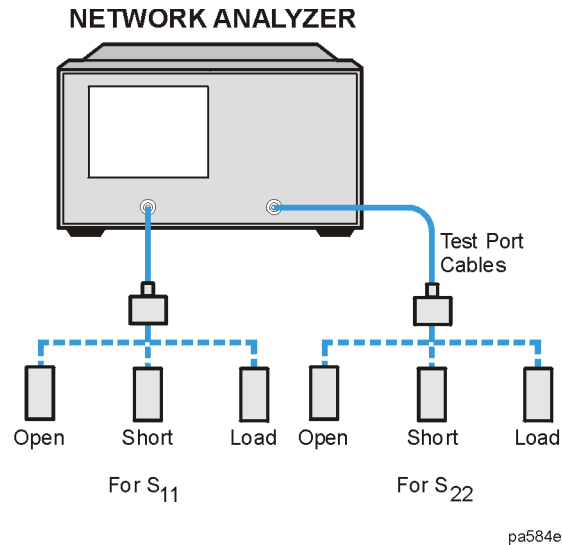 NETWORK ANALYZER
Test Port
Cables
Open Short Load Open Short Load
For S11 For S22
pa584e